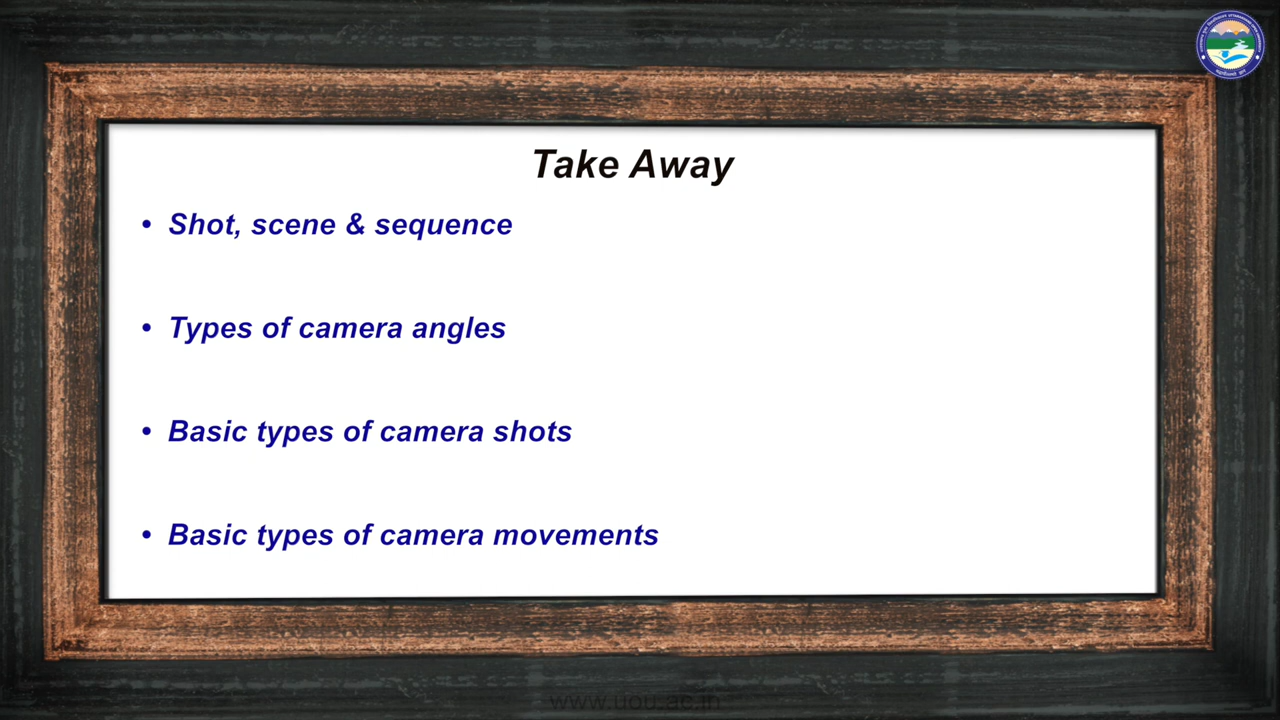 Take Away
• Shot, scene & sequence
• Types of camera angles
• Basic types of camera shots
• Basic types of camera movements
www.uou.ac.in